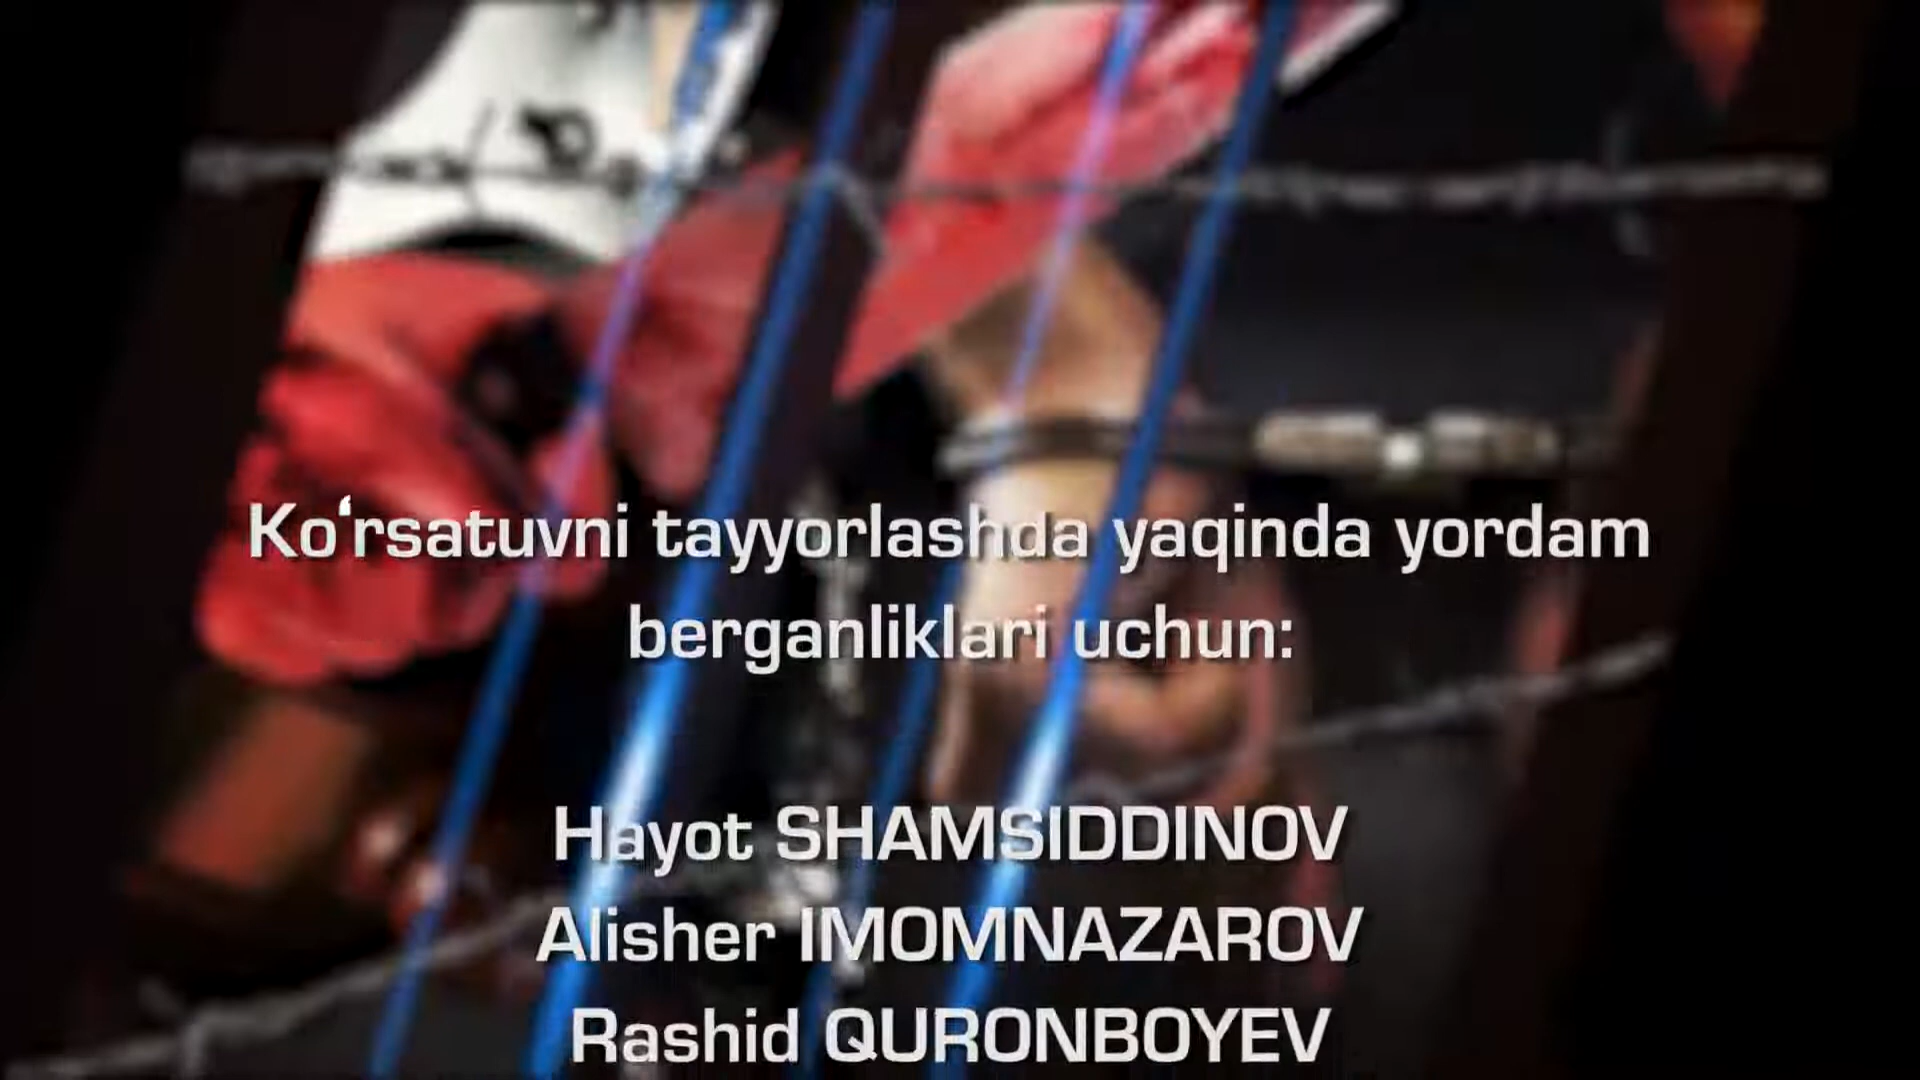 Ko‘rsatuvni tayyorlashda yaqinda yordam
berganliklari uchun:
Hayot SHAMSIDDINOV
Alisher IMOMNAZAROV
Rashid QURONBOYEV